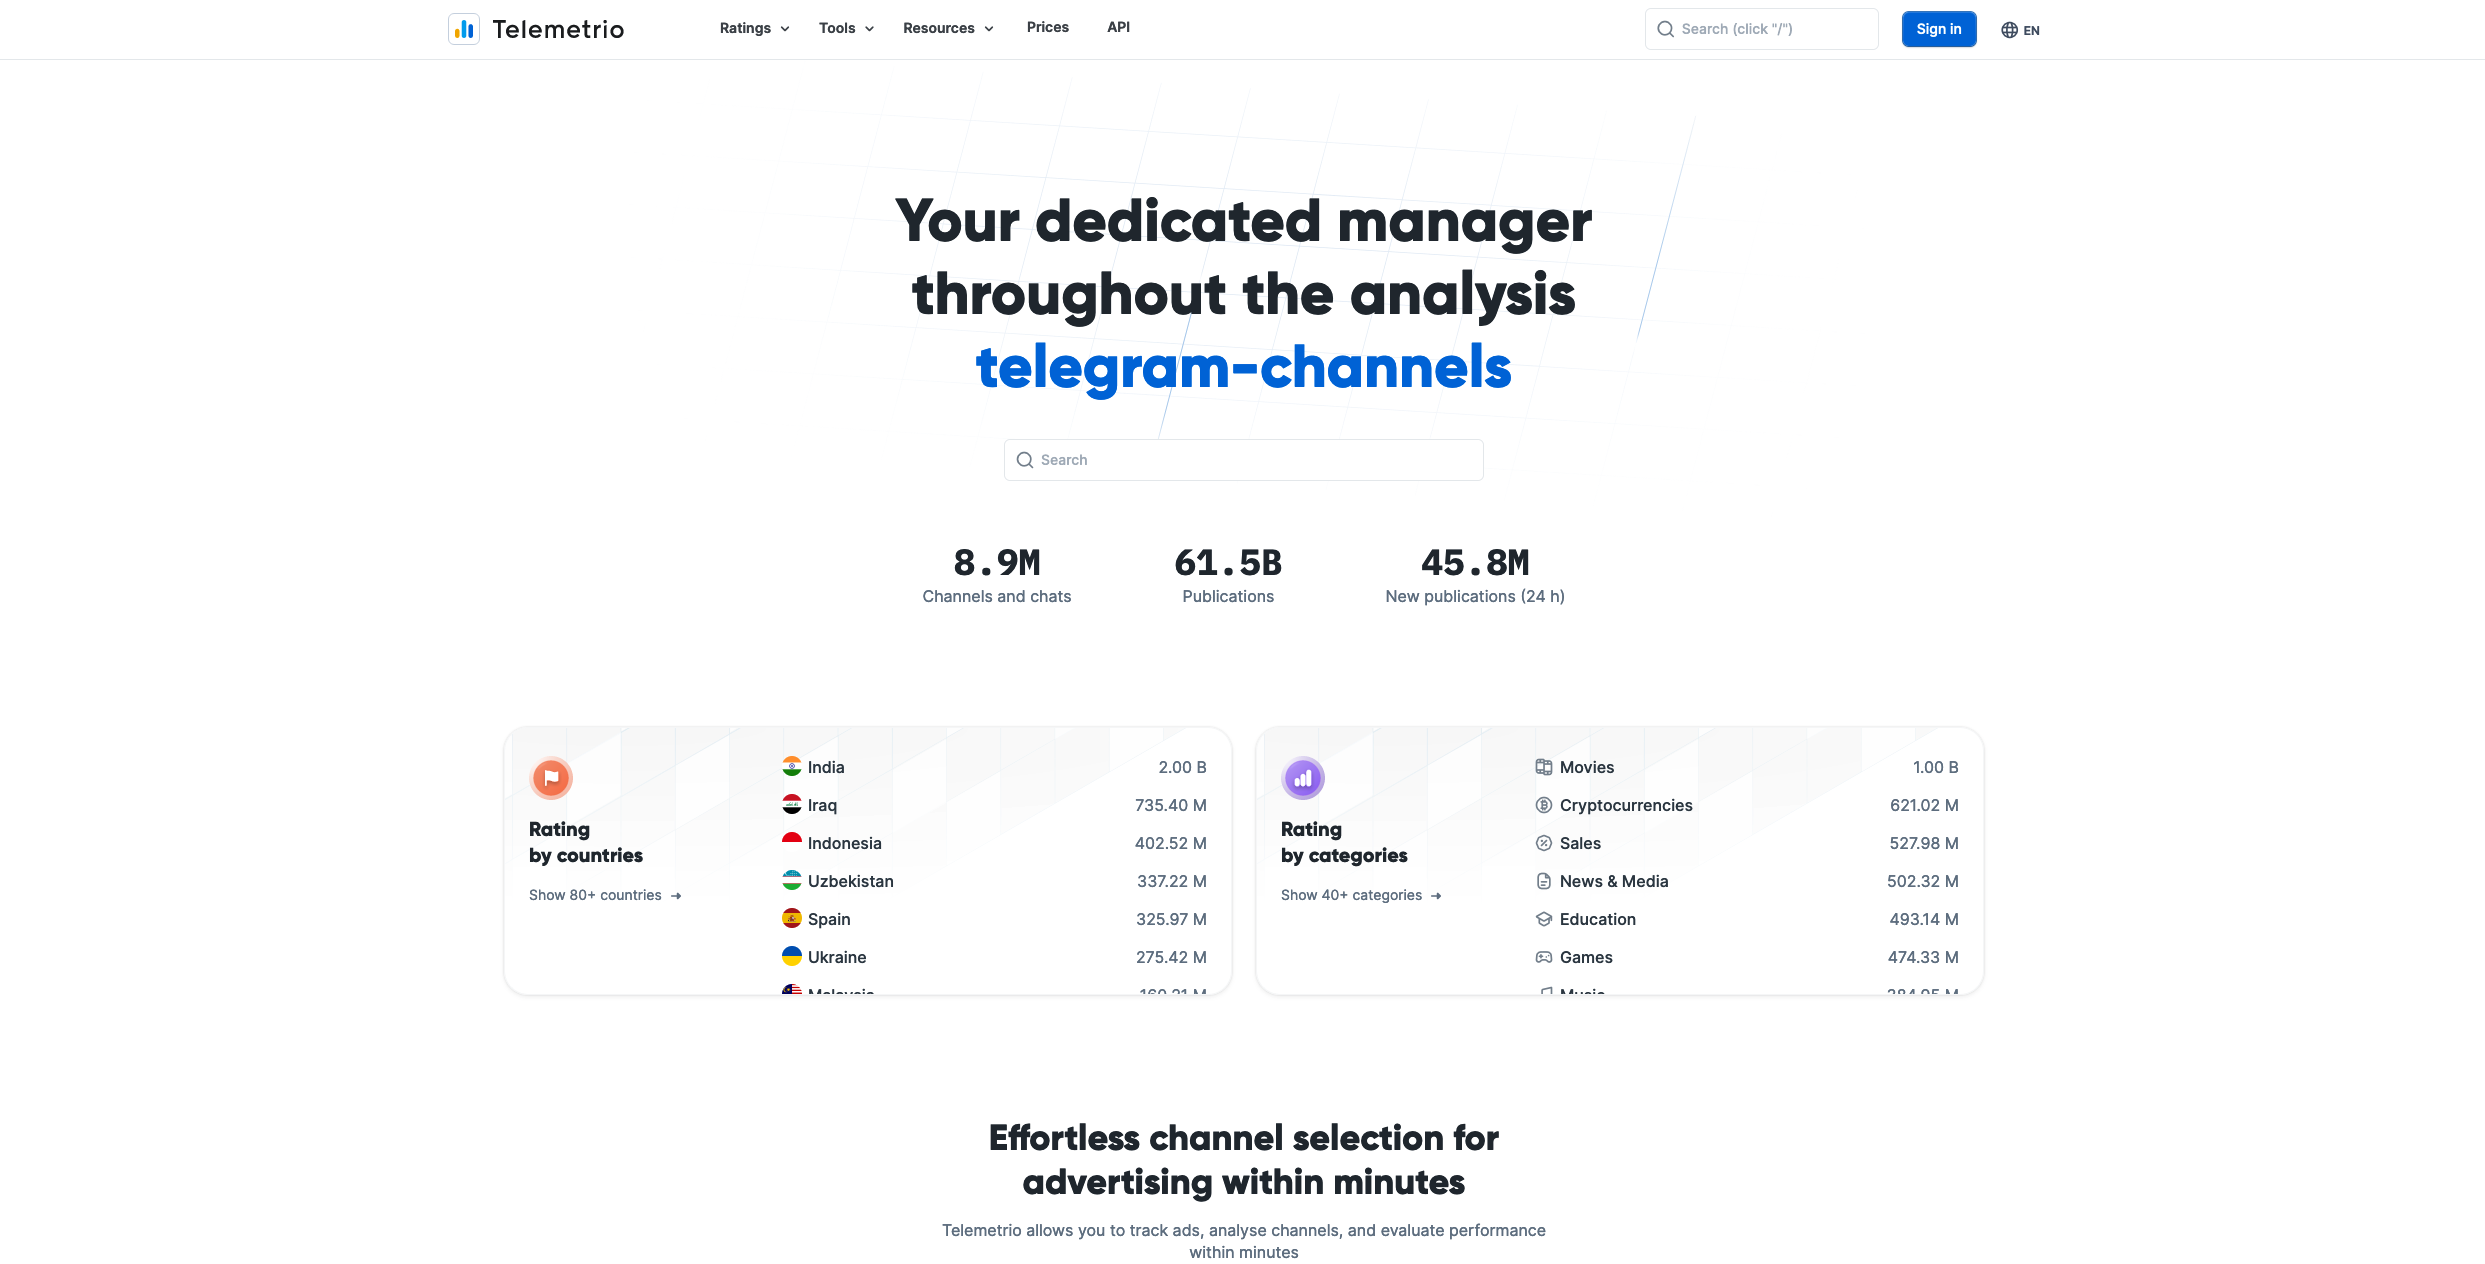 Telemetrio
Ratings
Tools
Resources
Prices
API
Search (click "/")
Sign in
EN
Your dedicated manager
throughout the analysis
telegram-channels
Search
8.9M
Channels and chats
61.5B
Publications
45.8M
New publications (24 h)
Rating
by countries
Show 80+ countries →
India 2.00 B
Iraq 735.40 M
Indonesia 402.52 M
Uzbekistan 337.22 M
Spain 325.97 M
Ukraine 275.42 M
Malaysia
Rating
by categories
Show 40+ categories →
Movies 1.00 B
Cryptocurrencies 621.02 M
Sales 527.98 M
News & Media 502.32 M
Education 493.14 M
Games 474.33 M
Music
Effortless channel selection for
advertising within minutes
Telemetrio allows you to track ads, analyse channels, and evaluate performance
within minutes